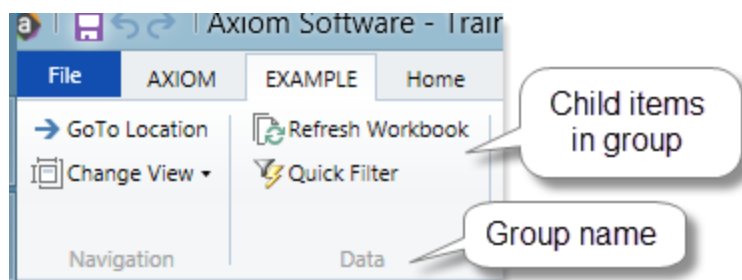 a Axiom Software - Train
File AXIOM EXAMPLE Home
GoTo Location Refresh Workbook
Change View Quick Filter
Navigation Data
Child items
in group
Group name